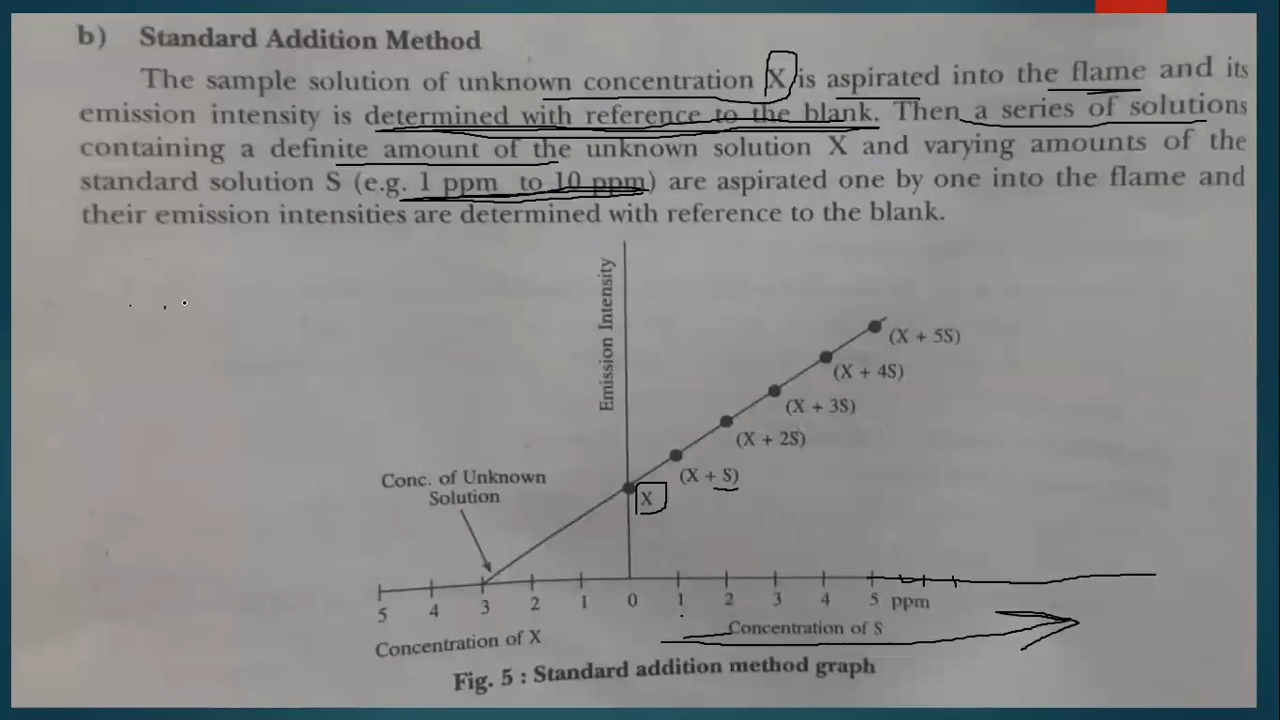 b) Standard Addition Method
The sample solution of unknown concentration X is aspirated into the flame and its
emission intensity is determined with reference to the blank. Then a series of solutions
containing a definite amount of the unknown solution X and varying amounts of the
standard solution S (e.g. 1 ppm to 10 ppm) are aspirated one by one into the flame and
their emission intensities are determined with reference to the blank.
Emission Intensity
(X + 5S)
(X + 4S)
(X + 3S)
(X + 2S)
(X + S)
X
Conc. of Unknown
Solution
5 4 3 2 1 0 1 2 3 4 5 ppm
Concentration of X
Concentration of S
Fig. 5 : Standard addition method graph